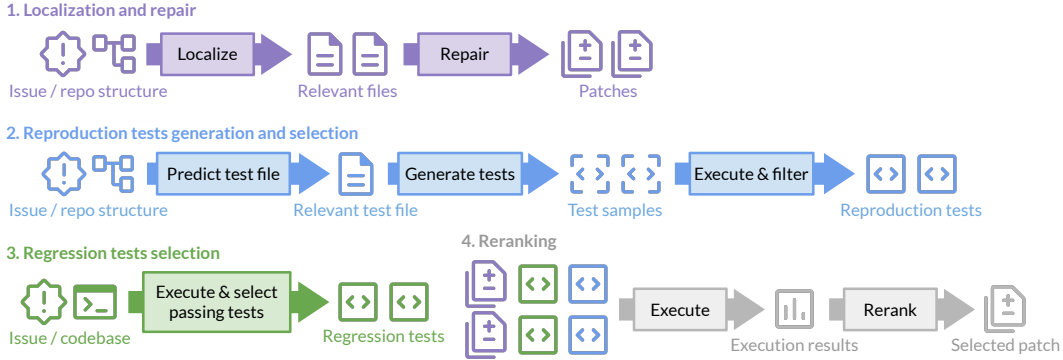 1. Localization and repair
Localize
Repair
Issue / repo structure
Relevant files
Patches
2. Reproduction tests generation and selection
Predict test file
Generate tests
Execute & filter
Issue / repo structure
Relevant test file
Test samples
Reproduction tests
3. Regression tests selection
Execute & select
passing tests
Issue / codebase
Regression tests
4. Reranking
Execute
Rerank
Execution results
Selected patch